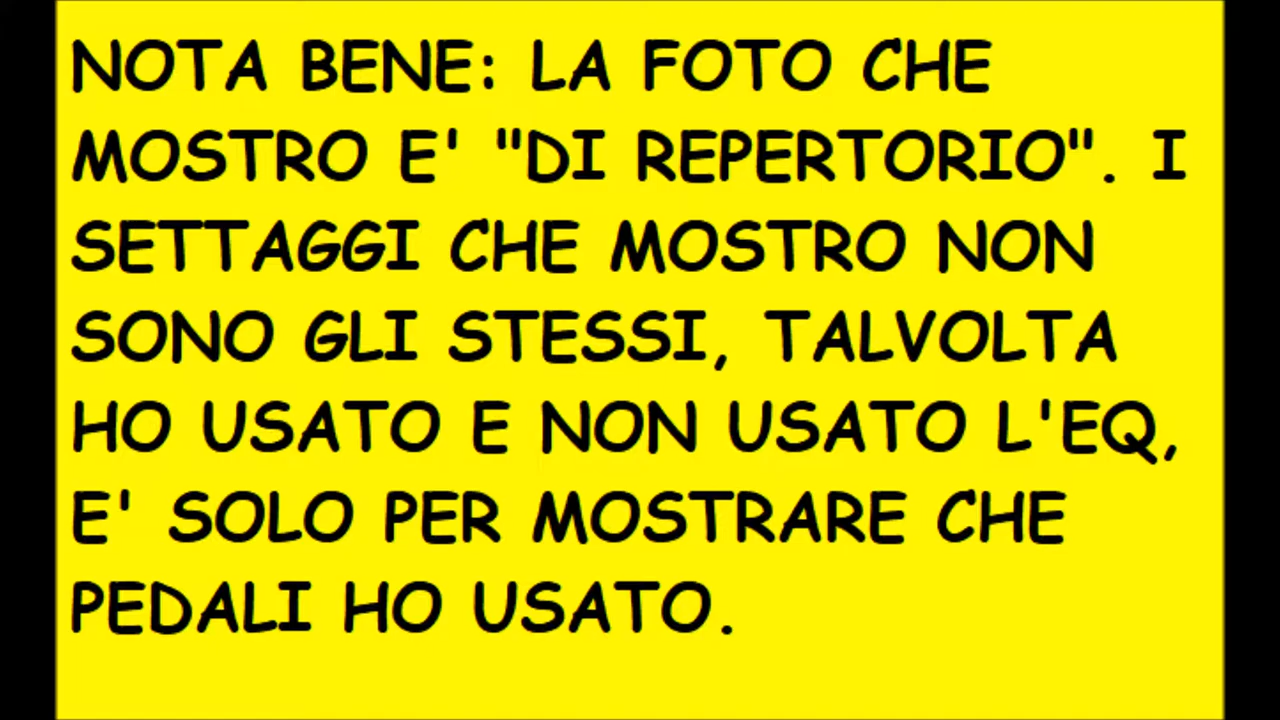 NOTA BENE: LA FOTO CHE
MOSTRO E' "DI REPERTORIO". I
SETTAGGI CHE MOSTRO NON
SONO GLI STESSI, TALVOLTA
HO USATO E NON USATO L'EQ,
E' SOLO PER MOSTRARE CHE
PEDALI HO USATO.